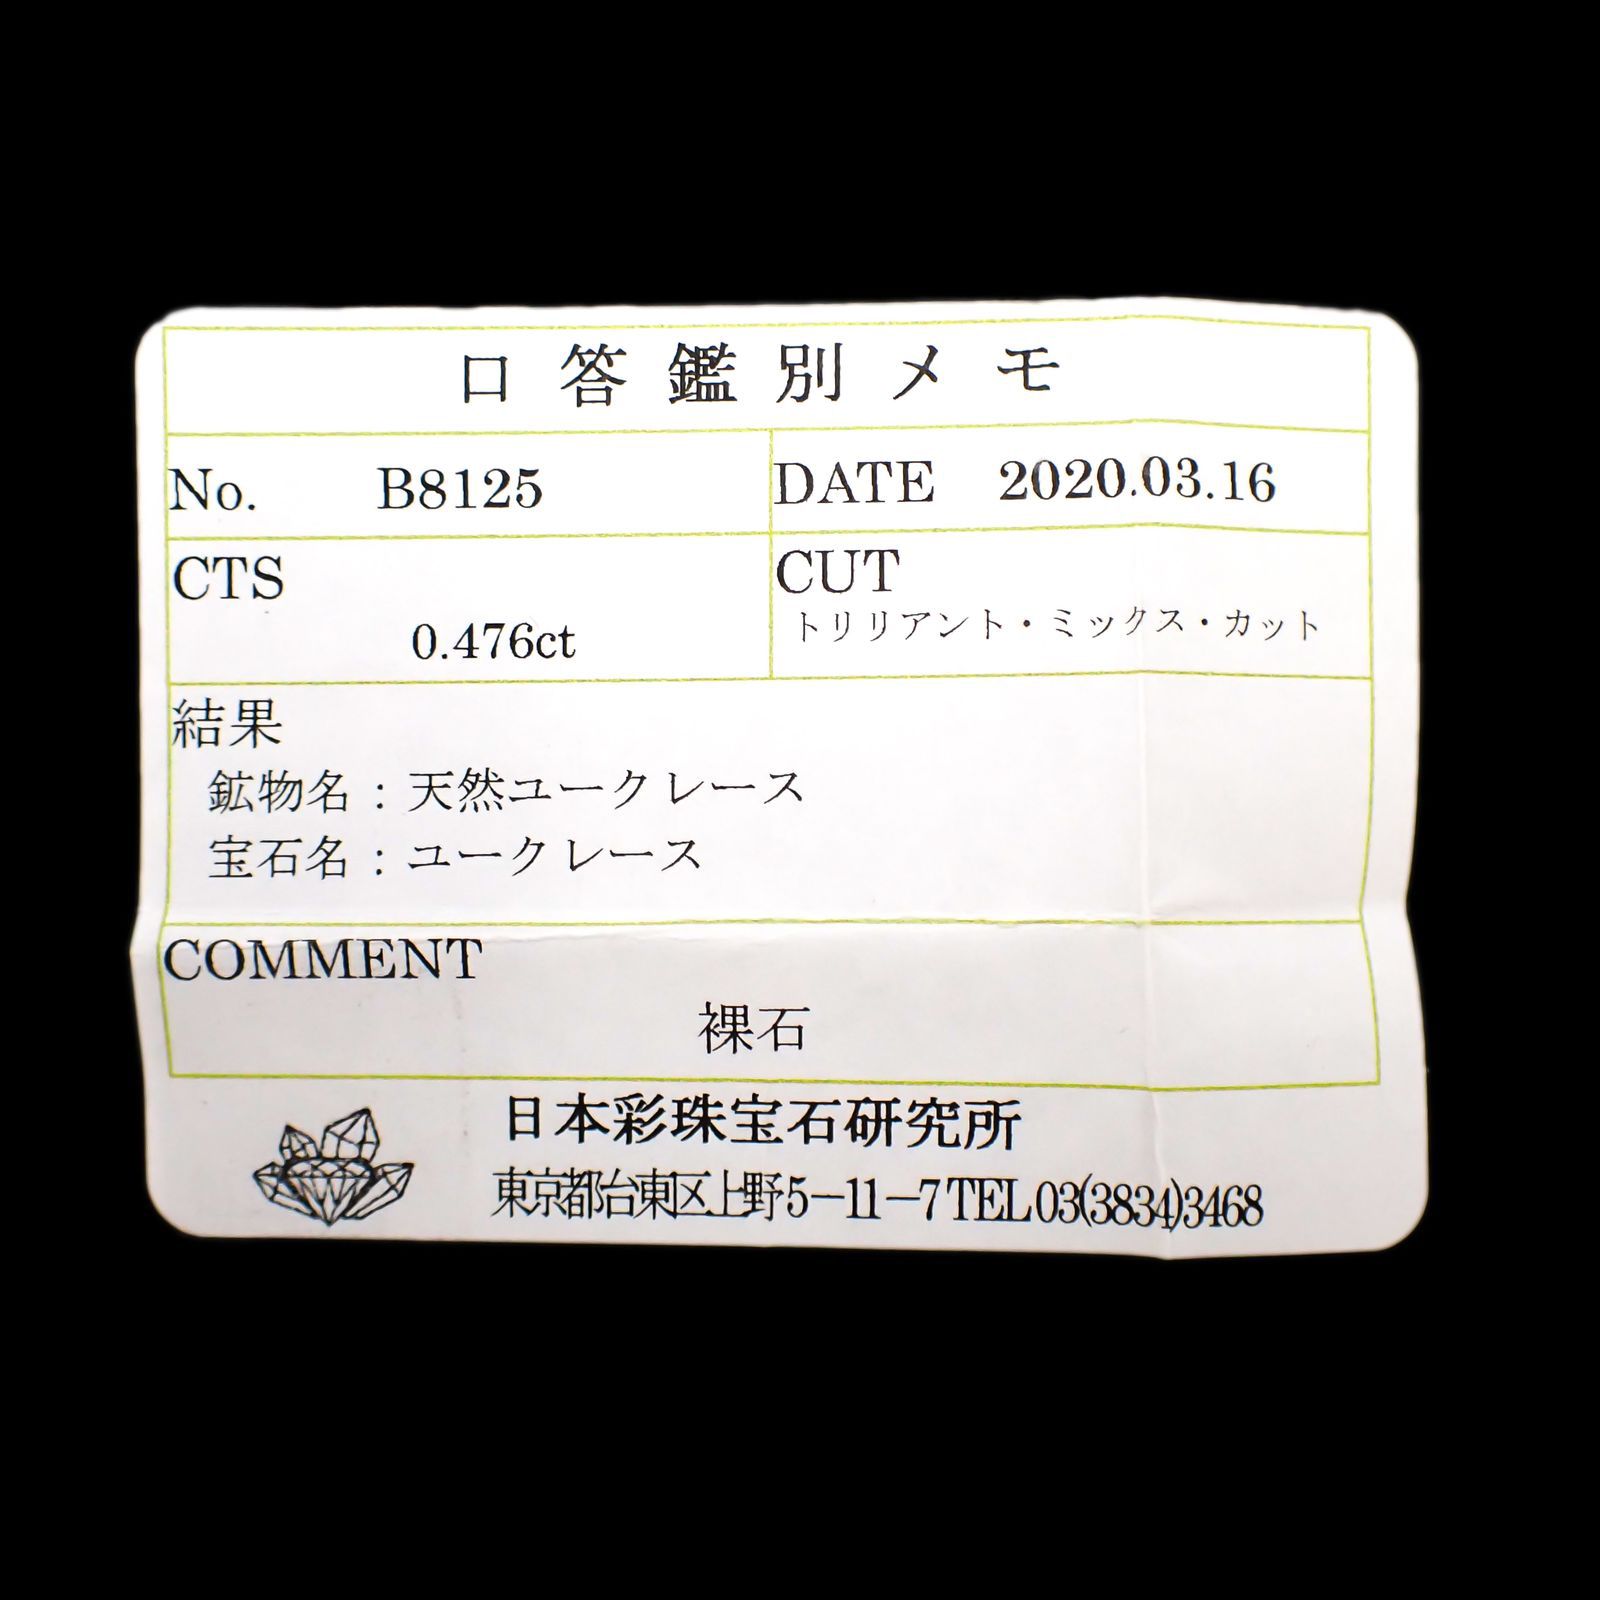 口答鑑別メモ
No. B8125 DATE 2020.03.16
CTS CUT
0.476ct トリリアント・ミックス・カット
結果
鉱物名：天然ユークレース
宝石名：ユークレース
COMMENT
裸石
日本彩珠宝石研究所
東京都台東区上野5−11−7 TEL 03(3834)3468